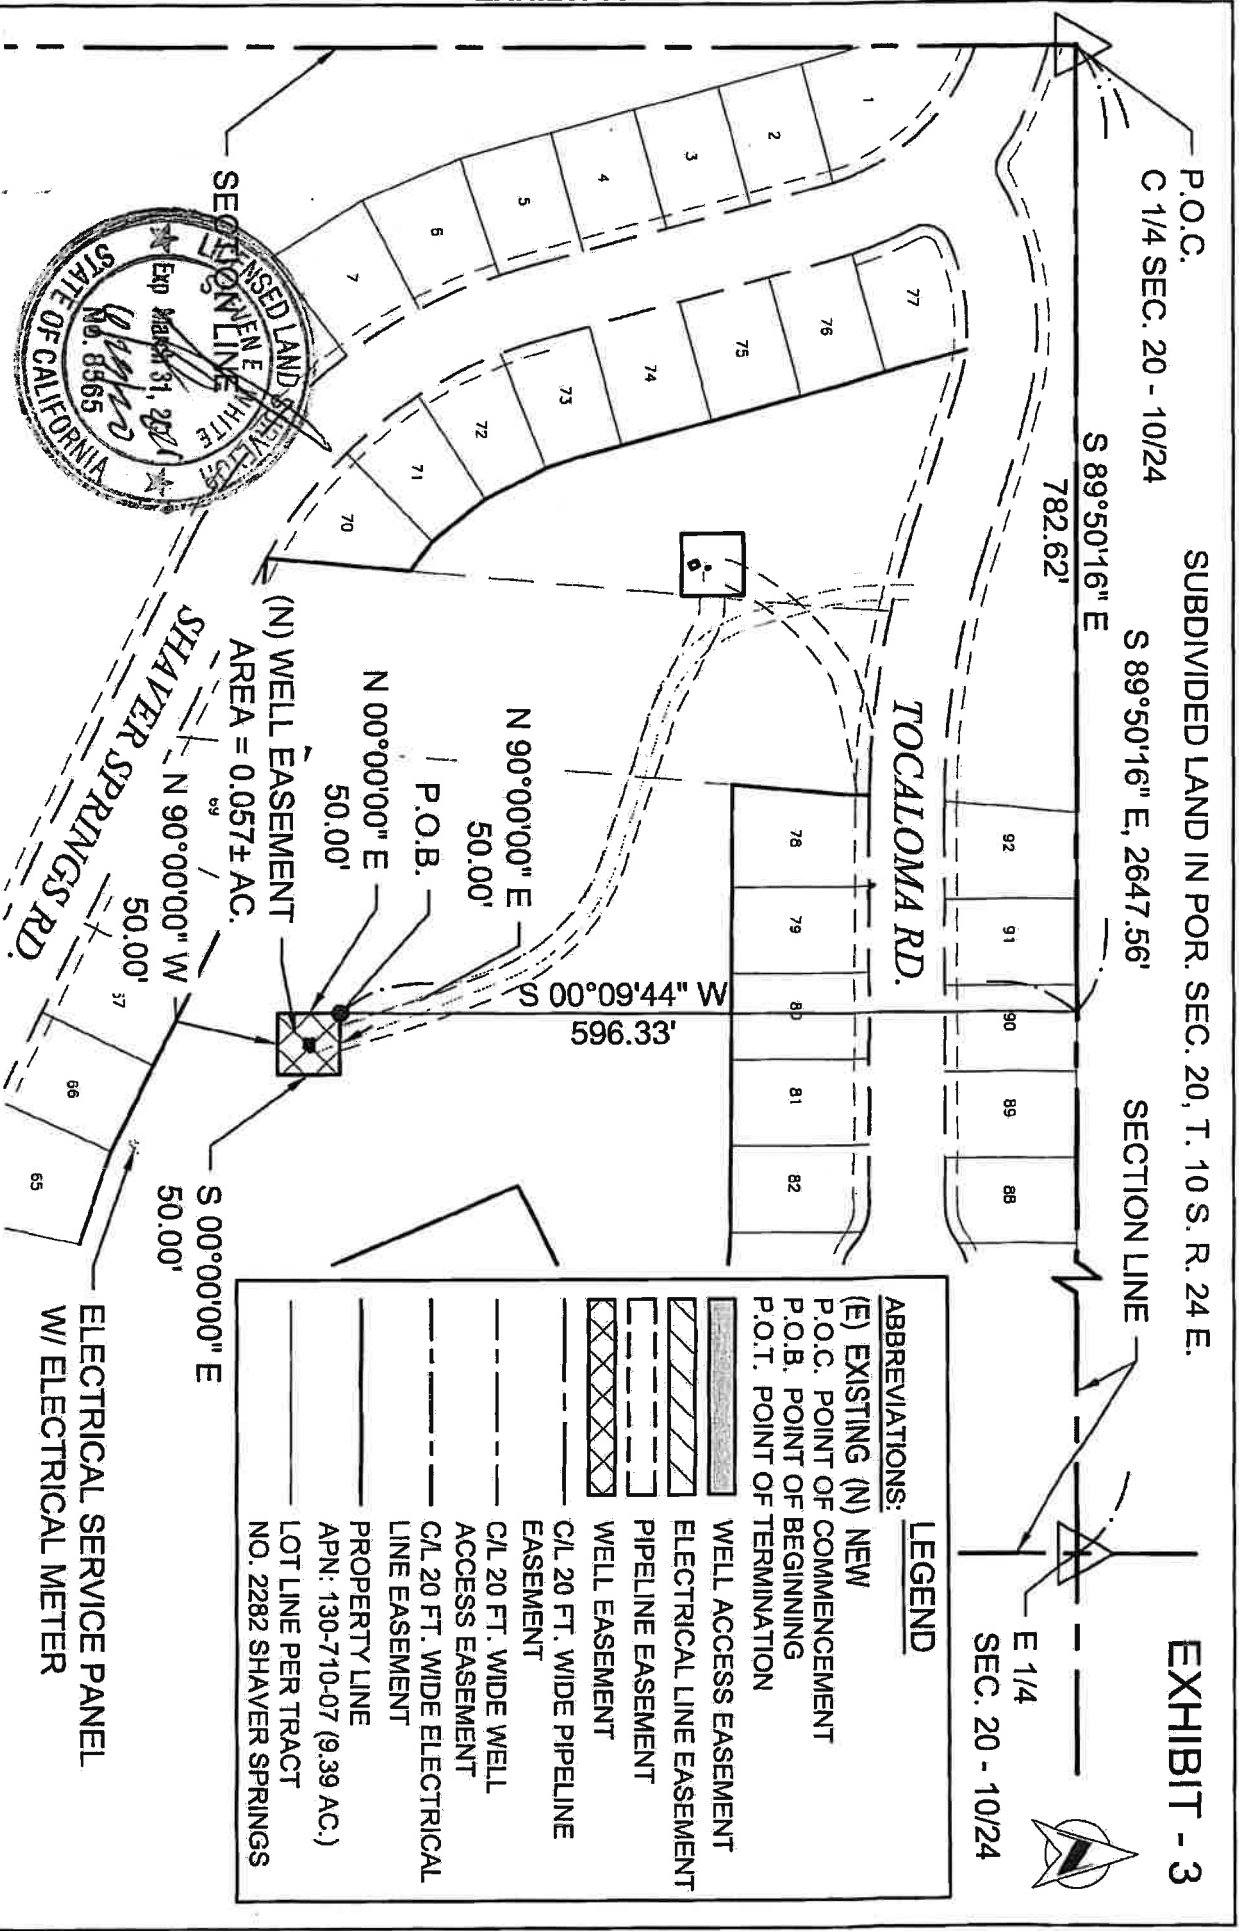 EXHIBIT - 3
SUBDIVIDED LAND IN POR. SEC. 20, T. 10 S. R. 24 E.
P.O.C.
C 1/4 SEC. 20 - 10/24
S 89°50'16" E, 2647.56'
SECTION LINE
S 89°50'16" E
782.62'
E 1/4
SEC. 20 - 10/24
92
91
90
89
88
TOCALOMA RD.
78
79
80
81
82
1
2
3
4
5
6
7
77
76
75
74
73
72
71
70
S 00°09'44" W
596.33'
N 90°00'00" E
50.00'
P.O.B.
N 00°00'00" E
50.00'
(N) WELL EASEMENT
AREA = 0.057± AC.
69
N 90°00'00" W
50.00'
S 00°00'00" E
50.00'
SHAVER SPRINGS RD.
67
66
65
SECTION LINE
LICENSED LAND SURVEYOR
WHITE
Exp March 31,
No. 8565
STATE OF CALIFORNIA
ELECTRICAL SERVICE PANEL
W/ ELECTRICAL METER
LEGEND
ABBREVIATIONS:
(E) EXISTING (N) NEW
P.O.C. POINT OF COMMENCEMENT
P.O.B. POINT OF BEGINNING
P.O.T. POINT OF TERMINATION
WELL ACCESS EASEMENT
ELECTRICAL LINE EASEMENT
PIPELINE EASEMENT
WELL EASEMENT
C/L 20 FT. WIDE PIPELINE
EASEMENT
C/L 20 FT. WIDE WELL
ACCESS EASEMENT
C/L 20 FT. WIDE ELECTRICAL
LINE EASEMENT
PROPERTY LINE
APN: 130-710-07 (9.39 AC.)
LOT LINE PER TRACT
NO. 2282 SHAVER SPRINGS